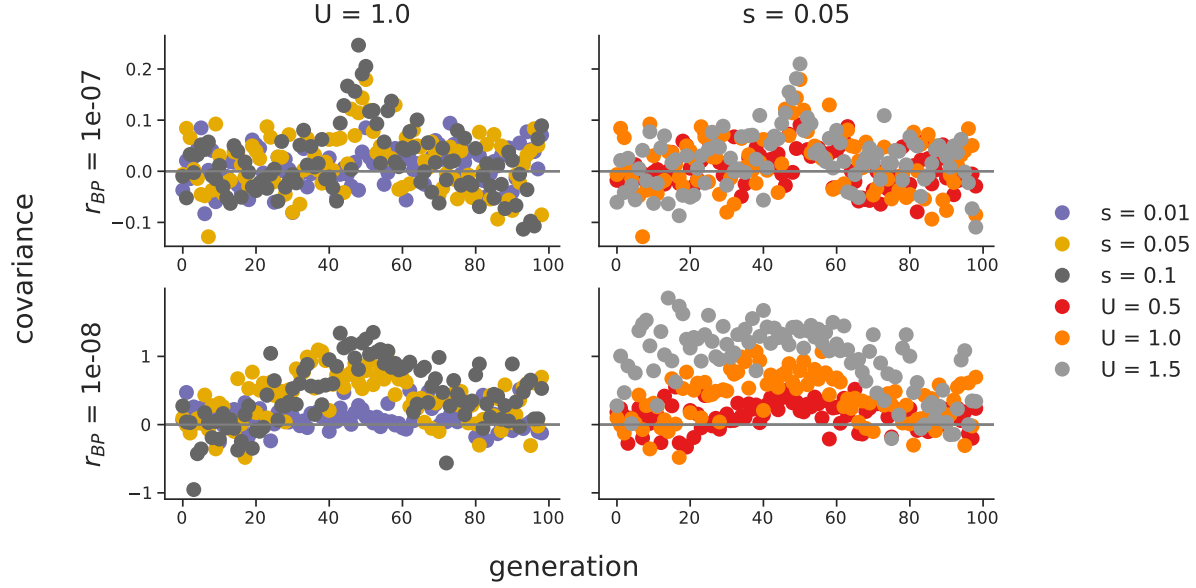 U = 1.0
s = 0.05
covariance
r_BP = 1e-07
0.2
0.1
0.0
−0.1
0 20 40 60 80 100
0 20 40 60 80 100
r_BP = 1e-08
1
0
−1
0 20 40 60 80 100
0 20 40 60 80 100
generation
s = 0.01
s = 0.05
s = 0.1
U = 0.5
U = 1.0
U = 1.5